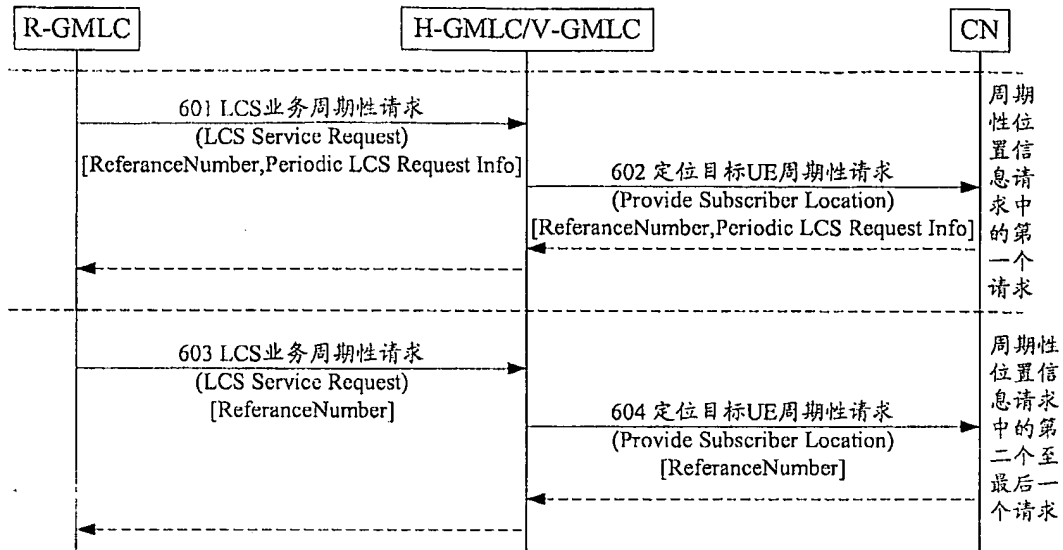 R-GMLC
H-GMLC/V-GMLC
CN
601 LCS业务周期性请求
(LCS Service Request)
[ReferanceNumber,Periodic LCS Request Info]
602 定位目标UE周期性请求
(Provide Subscriber Location)
[ReferanceNumber,Periodic LCS Request Info]
周期
性位
置信
息请
求中
的第
一个
请求
603 LCS业务周期性请求
(LCS Service Request)
[ReferanceNumber]
604 定位目标UE周期性请求
(Provide Subscriber Location)
[ReferanceNumber]
周期性
位置信
息请求
中的第
二个至
最后一
个请求